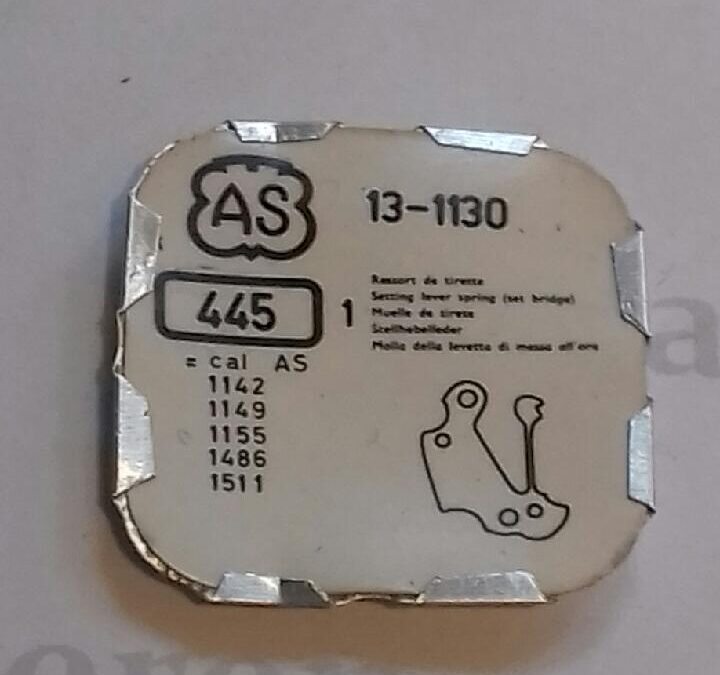 AS
13-1130
445
1
Ressort de tirette
Setting lever spring (set bridge)
Muelle de tirete
Stellhebelfeder
Molla della levetta di messa all'ora
= cal AS
1142
1149
1155
1486
1511